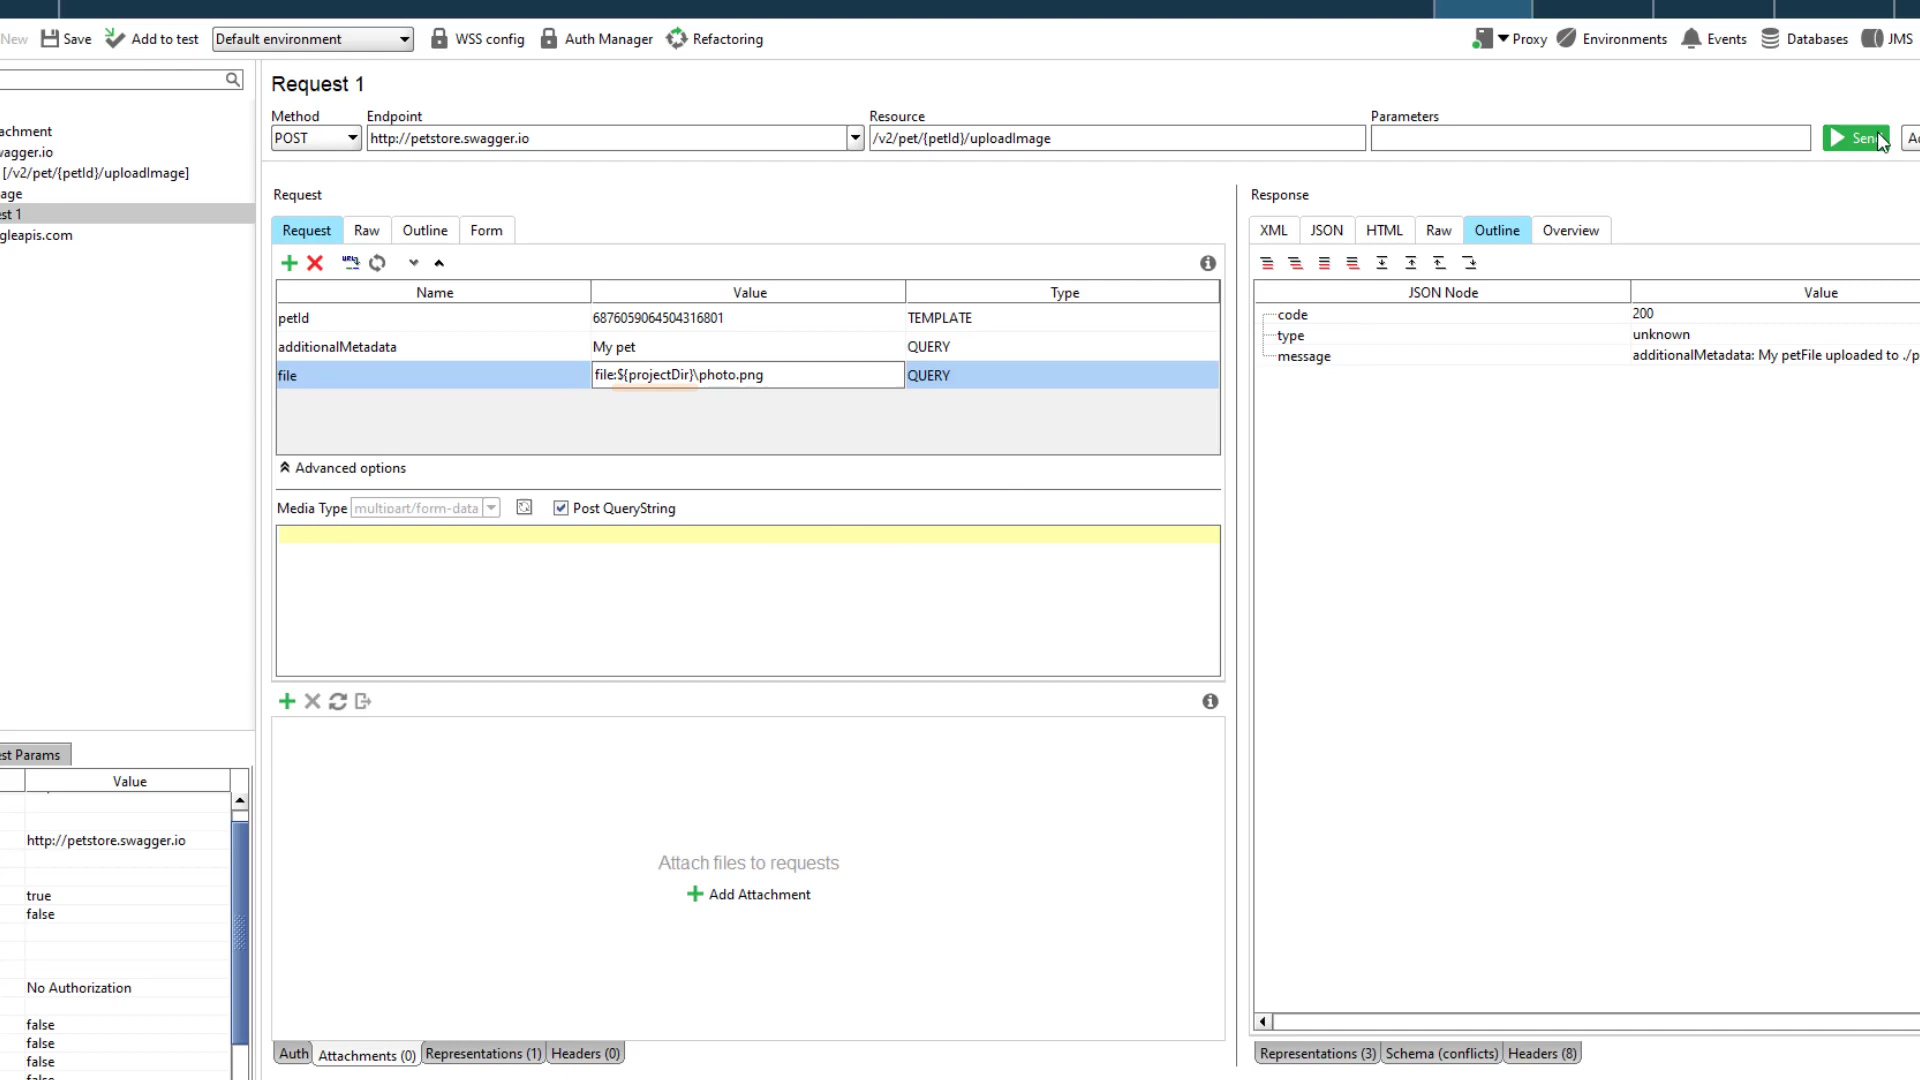 New Save Add to test Default environment WSS config Auth Manager Refactoring Proxy Environments Events Databases JMS
achment
vagger.io
[/v2/pet/{petId}/uploadImage]
age
est 1
gleapis.com
Request 1
Method Endpoint Resource Parameters
POST http://petstore.swagger.io /v2/pet/{petId}/uploadImage Send
Request
Request Raw Outline Form
Name Value Type
petId 6876059064504316801 TEMPLATE
additionalMetadata My pet QUERY
file file:${projectDir}\photo.png QUERY
Advanced options
Media Type multipart/form-data Post QueryString
Attach files to requests
Add Attachment
Auth Attachments (0) Representations (1) Headers (0)
Response
XML JSON HTML Raw Outline Overview
JSON Node Value
code 200
type unknown
message additionalMetadata: My petFile uploaded to ./p
Representations (3) Schema (conflicts) Headers (8)
est Params
Value
http://petstore.swagger.io
true
false
No Authorization
false
false
false
false